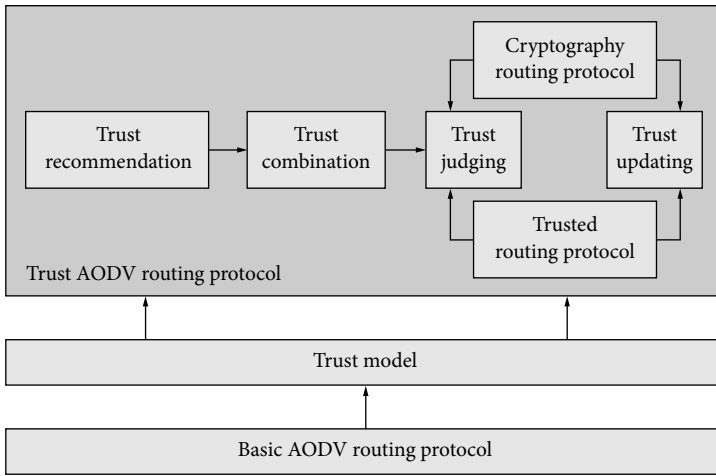 Cryptography
routing protocol
Trust
recommendation
Trust
combination
Trust
judging
Trust
updating
Trusted
routing protocol
Trust AODV routing protocol
Trust model
Basic AODV routing protocol